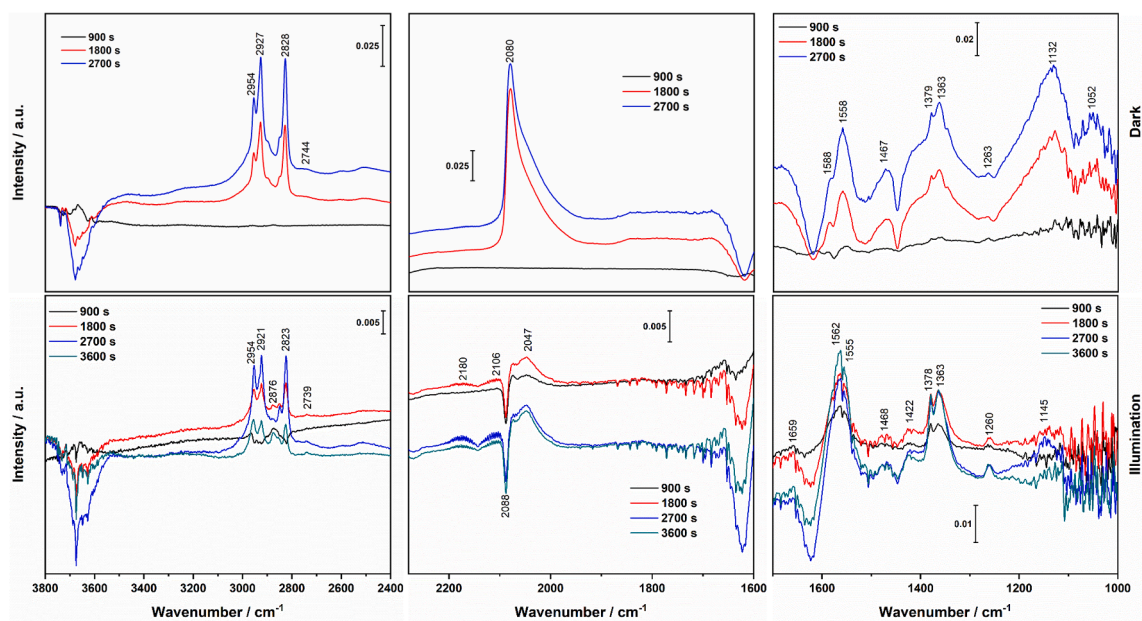 900 s
1800 s
2700 s
2954
2927
2828
2744
0.025
Intensity / a.u.
2080
900 s
1800 s
2700 s
0.025
900 s
1800 s
2700 s
0.02
1588
1558
1467
1379
1363
1263
1132
1052
Dark
900 s
1800 s
2700 s
3600 s
2954
2921
2876
2823
2739
0.005
Intensity / a.u.
3800 3600 3400 3200 3000 2800 2600 2400
Wavenumber / cm-1
2180
2106
2047
2088
0.005
900 s
1800 s
2700 s
3600 s
2200 2000 1800 1600
Wavenumber / cm-1
900 s
1800 s
2700 s
3600 s
1659
1562
1555
1468
1422
1378
1363
1260
1145
0.01
1600 1400 1200 1000
Wavenumber / cm-1
Illumination